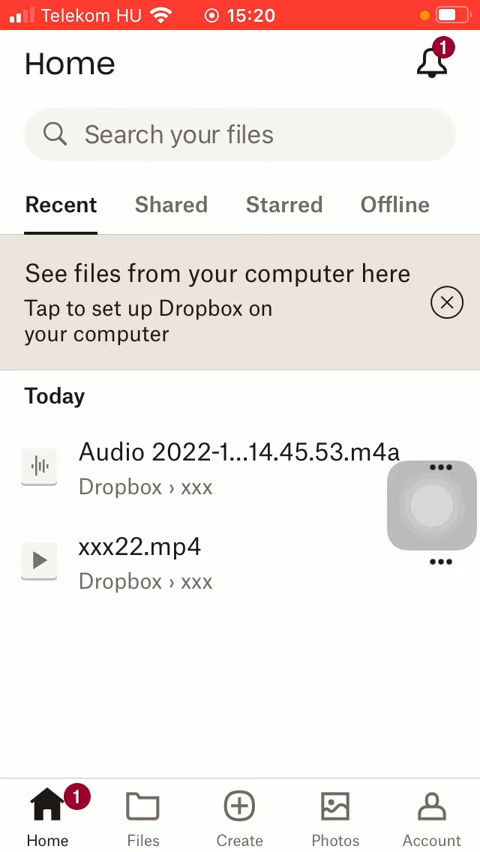 Telekom HU 15:20
Home
1
Search your files
Recent Shared Starred Offline
See files from your computer here
Tap to set up Dropbox on
your computer
Today
Audio 2022-1...14.45.53.m4a
Dropbox › xxx
xxx22.mp4
Dropbox › xxx
1
Home Files Create Photos Account